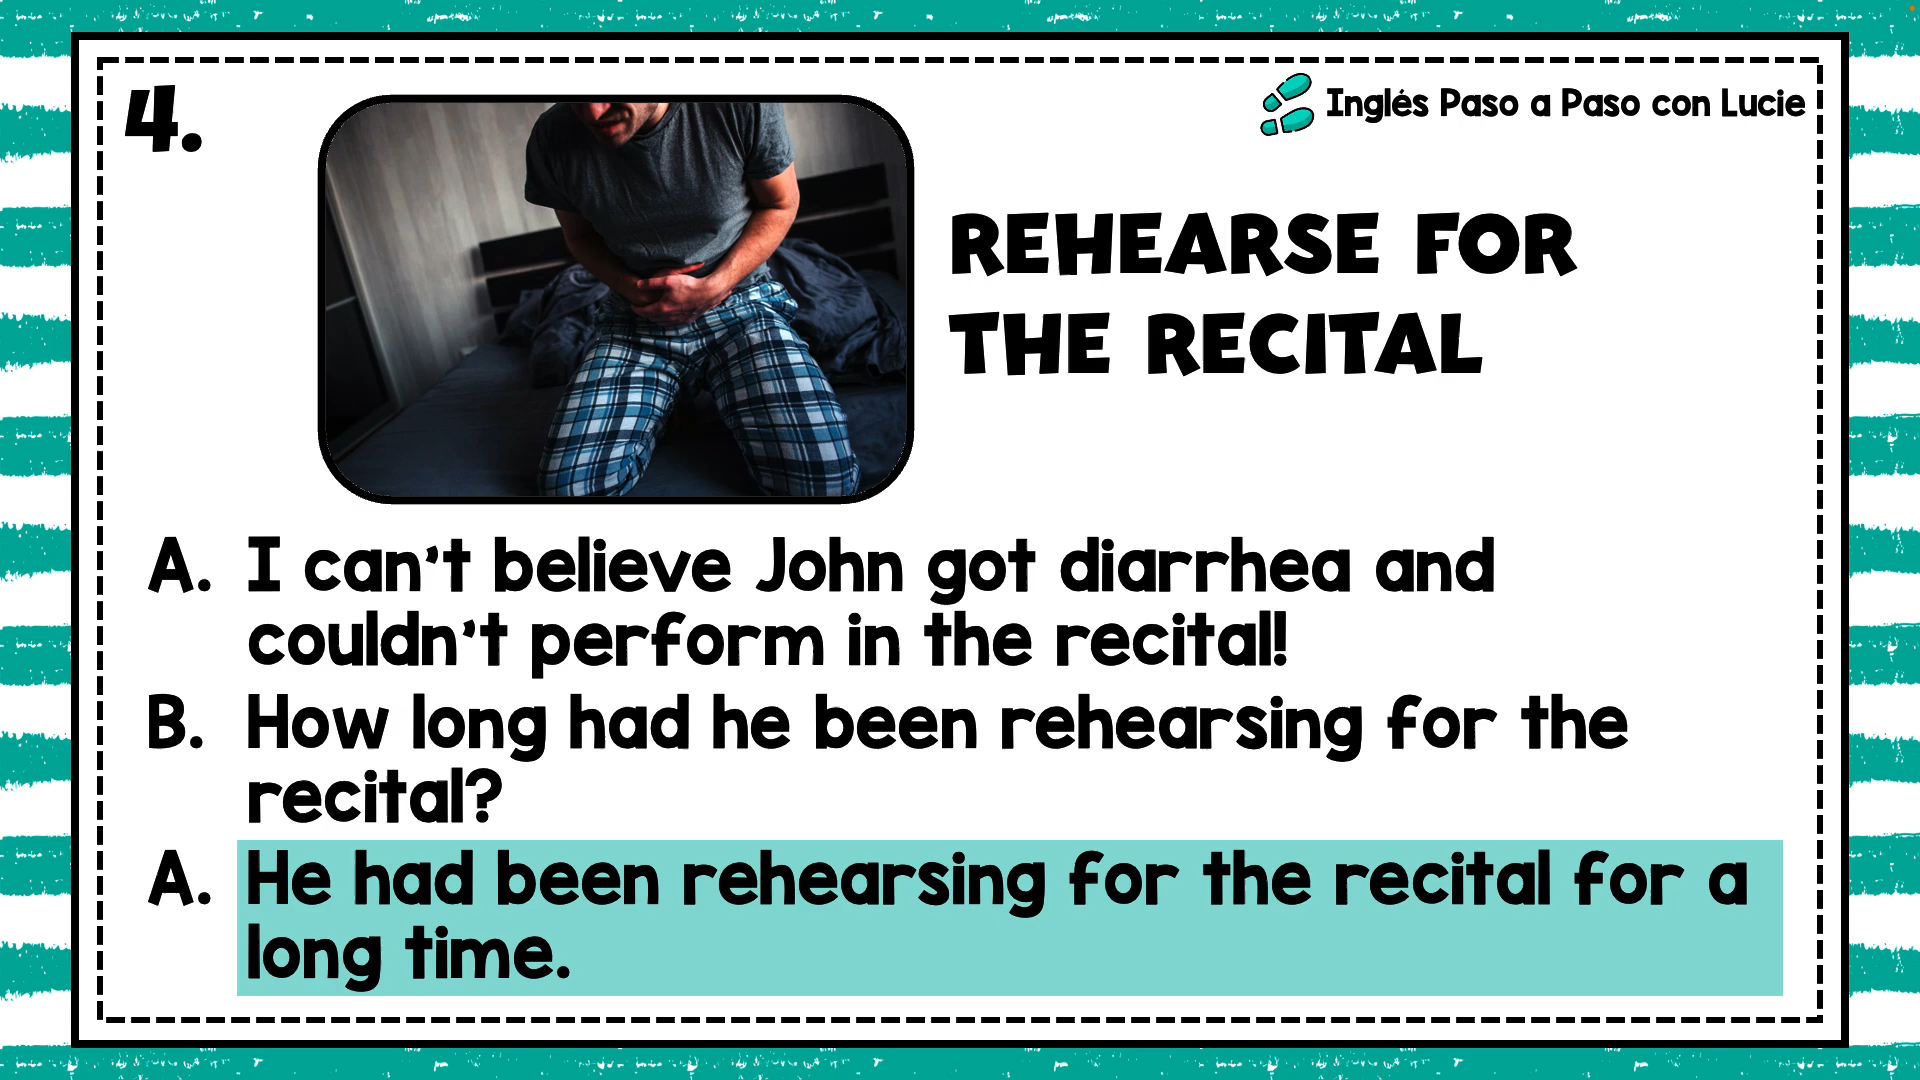 4.
Inglés Paso a Paso con Lucie
REHEARSE FOR
THE RECITAL
A. I can't believe John got diarrhea and
couldn't perform in the recital!
B. How long had he been rehearsing for the
recital?
A. He had been rehearsing for the recital for a
long time.